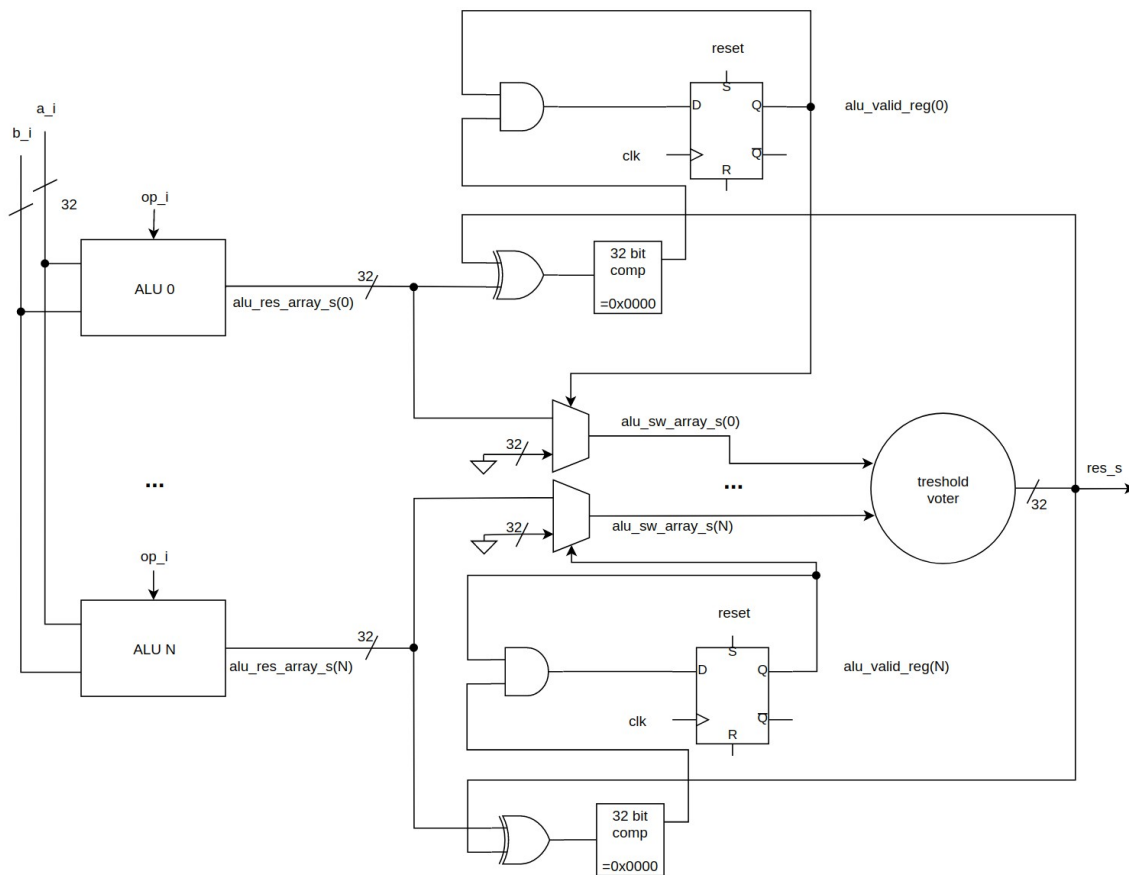 reset
S
D
Q
alu_valid_reg(0)
clk
Q
R
a_i
b_i
32
op_i
ALU 0
32
alu_res_array_s(0)
32 bit
comp
=0x0000
alu_sw_array_s(0)
32
...
...
treshold
voter
res_s
32
32
alu_sw_array_s(N)
op_i
ALU N
32
alu_res_array_s(N)
reset
S
D
Q
alu_valid_reg(N)
clk
Q
R
32 bit
comp
=0x0000